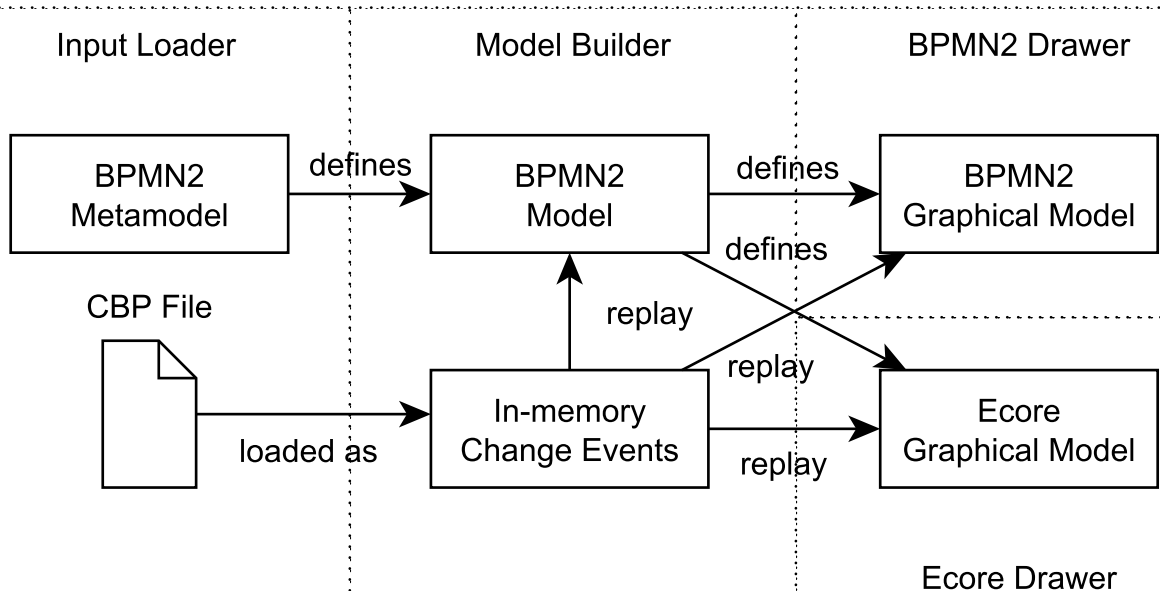 Input Loader
Model Builder
BPMN2 Drawer
BPMN2
Metamodel
defines
BPMN2
Model
defines
BPMN2
Graphical Model
defines
CBP File
replay
replay
loaded as
In-memory
Change Events
replay
Ecore
Graphical Model
Ecore Drawer